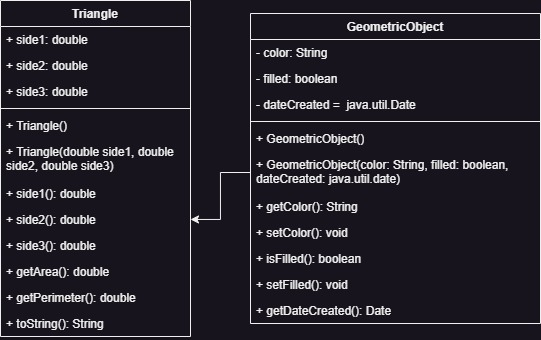 Triangle
+ side1: double
+ side2: double
+ side3: double
+ Triangle()
+ Triangle(double side1, double
side2, double side3)
+ side1(): double
+ side2(): double
+ side3(): double
+ getArea(): double
+ getPerimeter(): double
+ toString(): String
GeometricObject
- color: String
- filled: boolean
- dateCreated = java.util.Date
+ GeometricObject()
+ GeometricObject(color: String, filled: boolean,
dateCreated: java.util.date)
+ getColor(): String
+ setColor(): void
+ isFilled(): boolean
+ setFilled(): void
+ getDateCreated(): Date